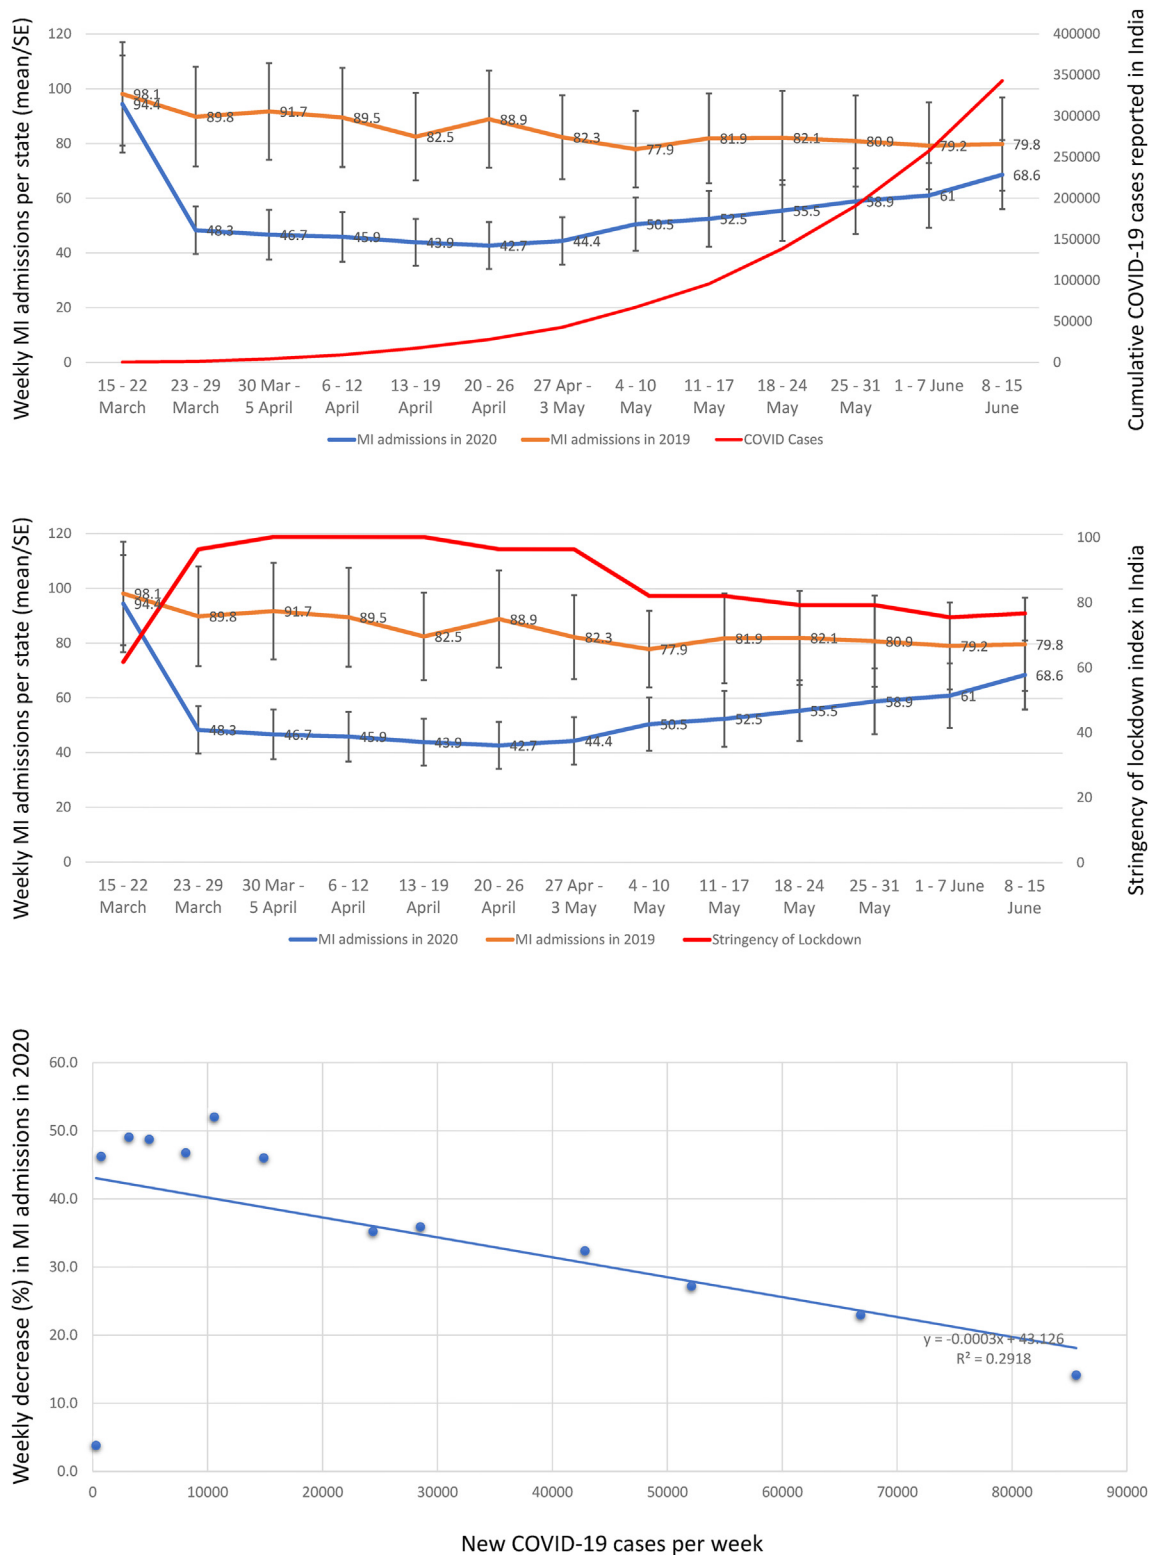 Weekly MI admissions per state (mean/SE)
120
100
80
60
40
20
0
98.1
94.4
89.8
91.7
89.5
82.5
88.9
82.3
77.9
81.9
82.1
80.9
79.2
79.8
48.3
46.7
45.9
43.9
42.7
44.4
50.5
52.5
55.5
58.9
61
68.6
400000
350000
300000
250000
200000
150000
100000
50000
0
Cumulative COVID-19 cases reported in India
15 - 22 March
23 - 29 March
30 Mar - 5 April
6 - 12 April
13 - 19 April
20 - 26 April
27 Apr - 3 May
4 - 10 May
11 - 17 May
18 - 24 May
25 - 31 May
1 - 7 June
8 - 15 June
MI admissions in 2020
MI admissions in 2019
COVID Cases
Weekly MI admissions per state (mean/SE)
120
100
80
60
40
20
0
98.1
94.4
89.8
91.7
89.5
82.5
88.9
82.3
77.9
81.9
82.1
80.9
79.2
79.8
48.3
46.7
45.9
43.9
42.7
44.4
50.5
52.5
55.5
58.9
61
68.6
100
80
60
40
20
0
Stringency of lockdown index in India
15 - 22 March
23 - 29 March
30 Mar - 5 April
6 - 12 April
13 - 19 April
20 - 26 April
27 Apr - 3 May
4 - 10 May
11 - 17 May
18 - 24 May
25 - 31 May
1 - 7 June
8 - 15 June
MI admissions in 2020
MI admissions in 2019
Stringency of Lockdown
Weekly decrease (%) in MI admissions in 2020
60.0
50.0
40.0
30.0
20.0
10.0
0.0
y = -0.0003x + 43.126
R² = 0.2918
0
10000
20000
30000
40000
50000
60000
70000
80000
90000
New COVID-19 cases per week